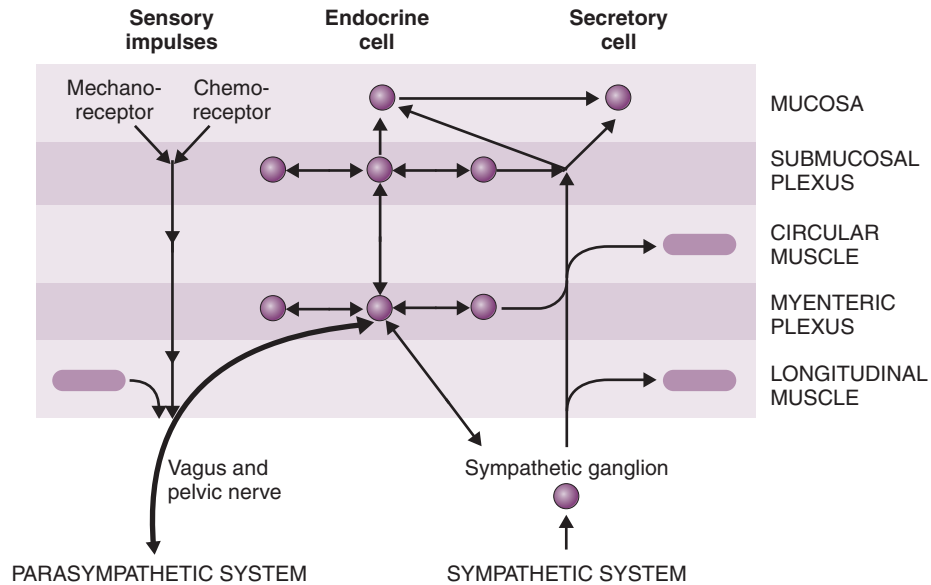 Sensory
impulses
Endocrine
cell
Secretory
cell
Mechano-
receptor
Chemo-
receptor
MUCOSA
SUBMUCOSAL
PLEXUS
CIRCULAR
MUSCLE
MYENTERIC
PLEXUS
LONGITUDINAL
MUSCLE
Vagus and
pelvic nerve
Sympathetic ganglion
PARASYMPATHETIC SYSTEM
SYMPATHETIC SYSTEM